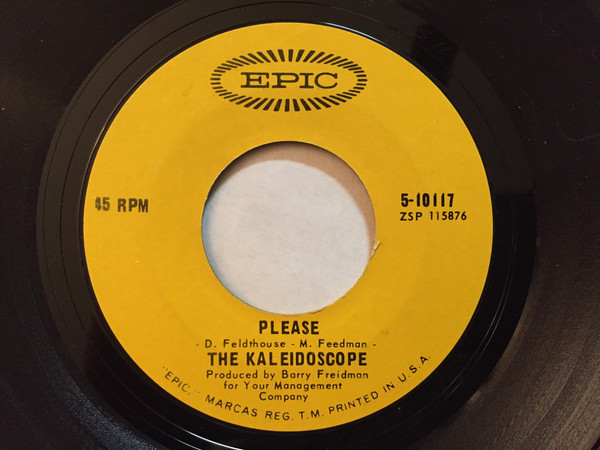 EPIC
45 RPM
5-10117
ZSP 115876
PLEASE
- D. Feldthouse - M. Feedman -
THE KALEIDOSCOPE
Produced by Barry Freidman
for Your Management
Company
"EPIC," MARCAS REG. T.M. PRINTED IN U.S.A.